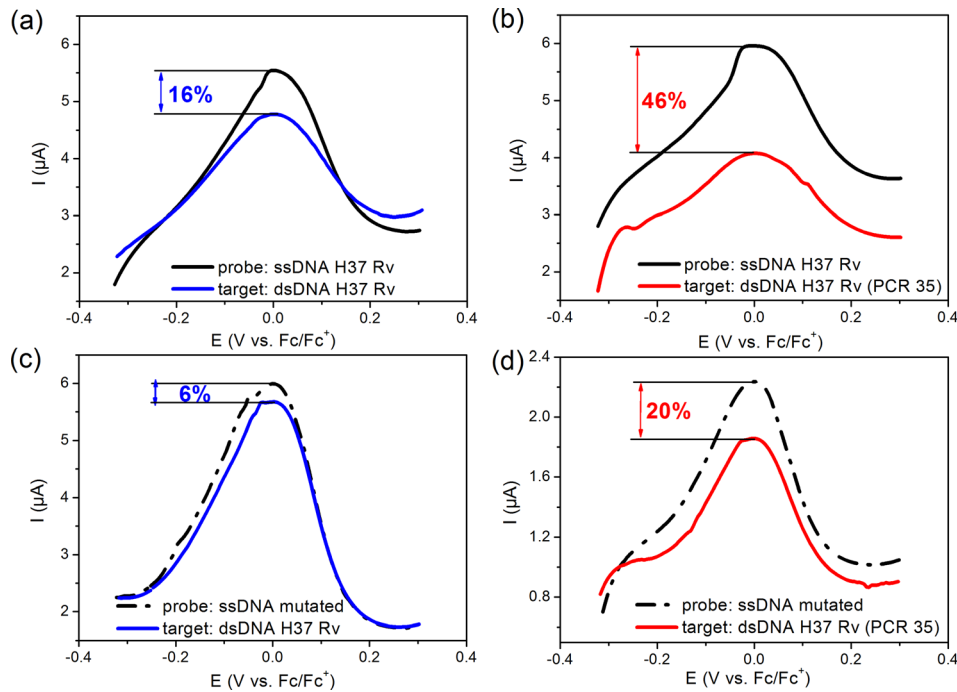 (a)
6
5
4
3
2
I (µA)
16%
probe: ssDNA H37 Rv
target: dsDNA H37 Rv
-0.4 -0.2 0.0 0.2 0.4
E (V vs. Fc/Fc+)
(b)
6
5
4
3
2
I (µA)
46%
probe: ssDNA H37 Rv
target: dsDNA H37 Rv (PCR 35)
-0.4 -0.2 0.0 0.2 0.4
E (V vs. Fc/Fc+)
(c)
6
5
4
3
2
I (µA)
6%
probe: ssDNA mutated
target: dsDNA H37 Rv
-0.4 -0.2 0.0 0.2 0.4
E (V vs. Fc/Fc+)
(d)
2.4
2.0
1.6
1.2
0.8
I (µA)
20%
probe: ssDNA mutated
target: dsDNA H37 Rv (PCR 35)
-0.4 -0.2 0.0 0.2 0.4
E (V vs. Fc/Fc+)